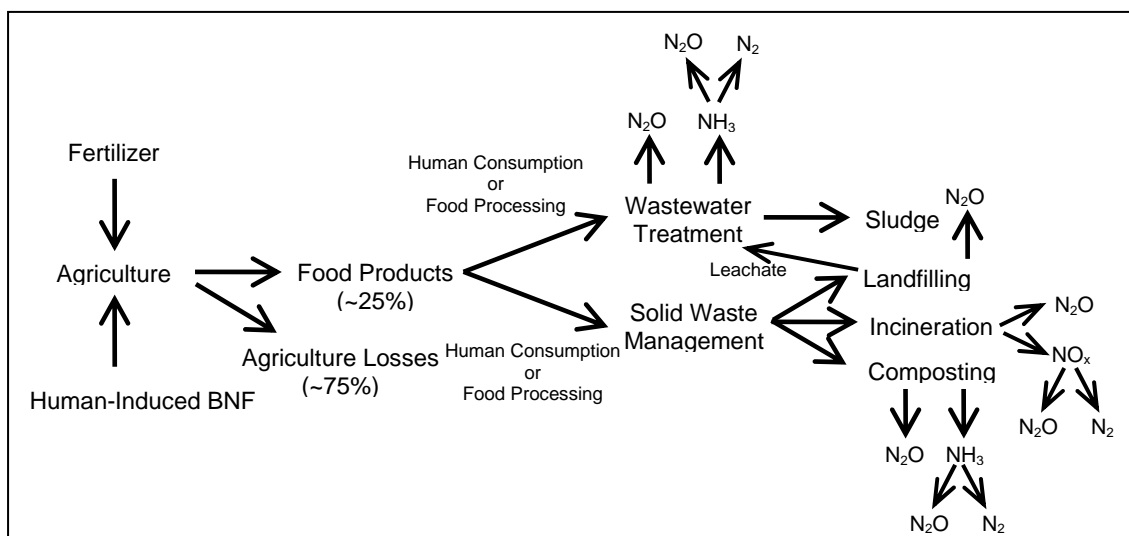 N₂O
N₂
N₂O
NH₃
Fertilizer
Human Consumption
or
Food Processing
Wastewater
Treatment
Sludge
N₂O
Agriculture
Food Products
(~25%)
Leachate
Landfilling
Solid Waste
Management
Incineration
N₂O
Agriculture Losses
(~75%)
Human Consumption
or
Food Processing
NOₓ
Composting
Human-Induced BNF
N₂O
N₂
N₂O
NH₃
N₂O
N₂